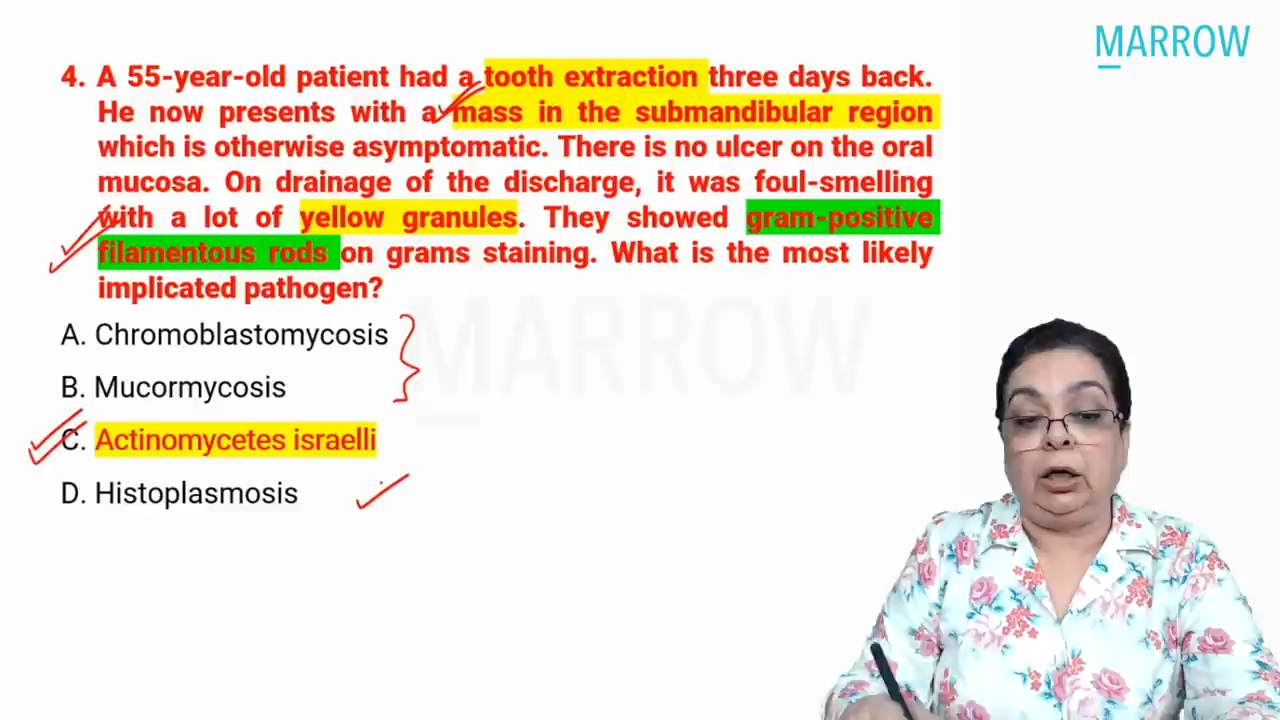 MARROW
4. A 55-year-old patient had a tooth extraction three days back.
He now presents with a mass in the submandibular region
which is otherwise asymptomatic. There is no ulcer on the oral
mucosa. On drainage of the discharge, it was foul-smelling
with a lot of yellow granules. They showed gram-positive
filamentous rods on grams staining. What is the most likely
implicated pathogen?
A. Chromoblastomycosis
B. Mucormycosis
C. Actinomycetes israelli
D. Histoplasmosis
MARROW